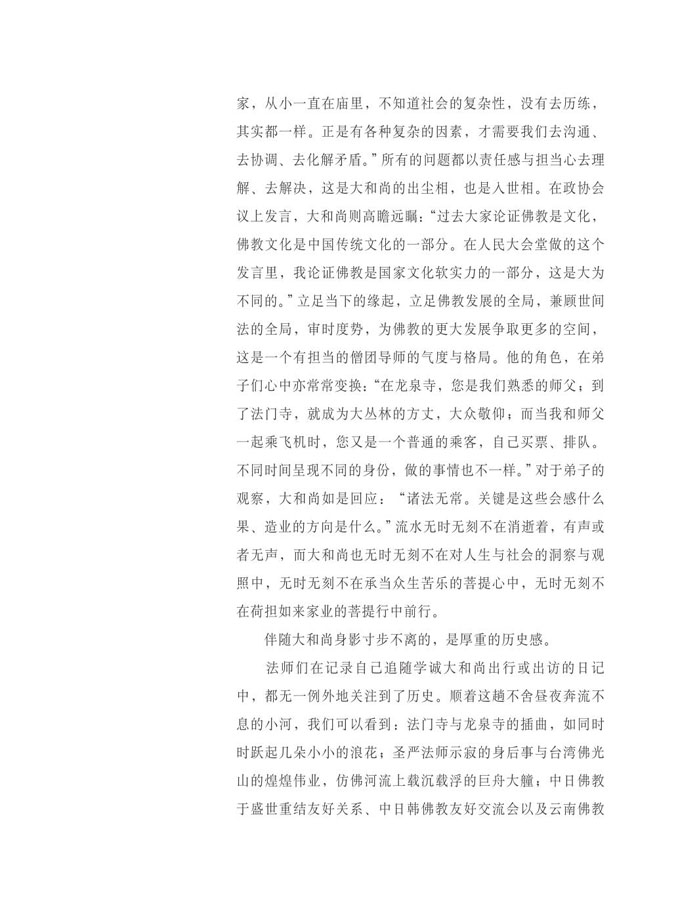 家，从小一直在庙里，不知道社会的复杂性，没有去历练，
其实都一样。正是有各种复杂的因素，才需要我们去沟通、
去协调、去化解矛盾。”所有的问题都以责任感与担当心去理
解、去解决，这是大和尚的出尘相，也是入世相。在政协会
议上发言，大和尚则高瞻远瞩：“过去大家论证佛教是文化，
佛教文化是中国传统文化的一部分。在人民大会堂做的这个
发言里，我论证佛教是国家文化软实力的一部分，这是大为
不同的。”立足当下的缘起，立足佛教发展的全局，兼顾世间
法的全局，审时度势，为佛教的更大发展争取更多的空间，
这是一个有担当的僧团导师的气度与格局。他的角色，在弟
子们心中亦常常变换：“在龙泉寺，您是我们熟悉的师父；到
了法门寺，就成为大丛林的方丈，大众敬仰；而当我和师父
一起乘飞机时，您又是一个普通的乘客，自己买票、排队。
不同时间呈现不同的身份，做的事情也不一样。”对于弟子的
观察，大和尚如是回应：“诸法无常。关键是这些会感什么
果、造业的方向是什么。”流水无时无刻不在消逝着，有声或
者无声，而大和尚也无时无刻不在对人生与社会的洞察与观
照中，无时无刻不在承当众生苦乐的菩提心中，无时无刻不
在荷担如来家业的菩提行中前行。
伴随大和尚身影寸步不离的，是厚重的历史感。
法师们在记录自己追随学诚大和尚出行或出访的日记
中，都无一例外地关注到了历史。顺着这趟不舍昼夜奔流不
息的小河，我们可以看到：法门寺与龙泉寺的插曲，如同时
时跃起几朵小小的浪花；圣严法师示寂的身后事与台湾佛光
山的煌煌伟业，仿佛河流上载沉载浮的巨舟大艟；中日佛教
于盛世重结友好关系、中日韩佛教友好交流会以及云南佛教